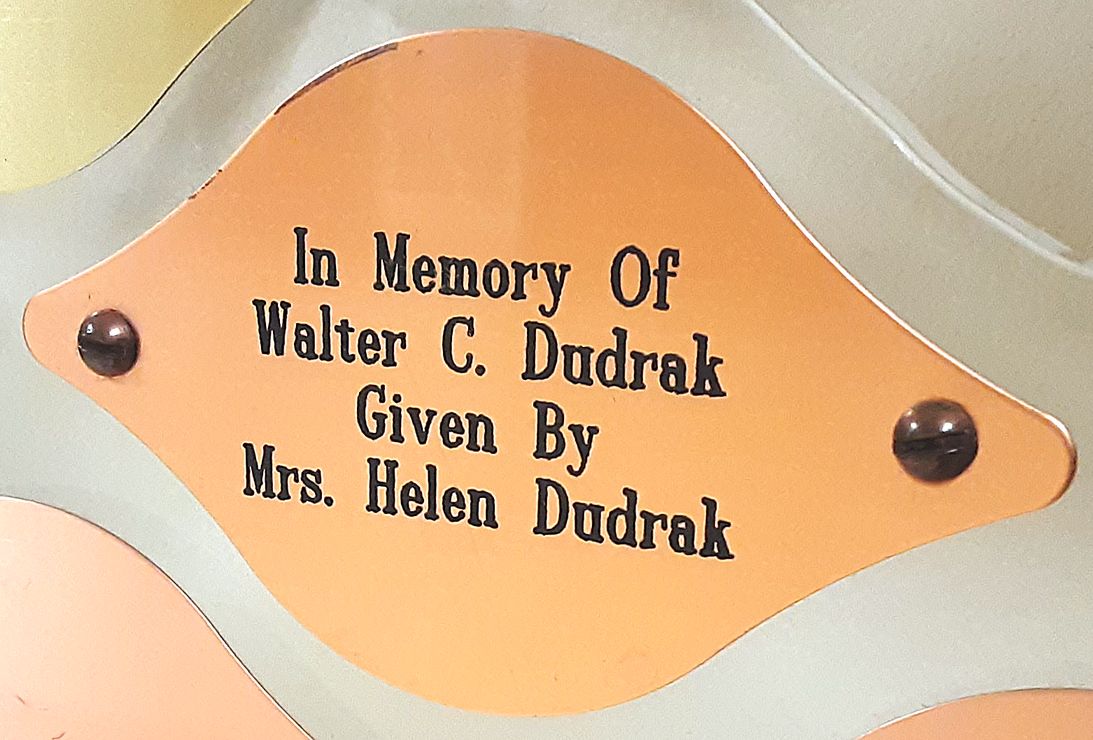 In Memory Of
Walter C. Dudrak
Given By
Mrs. Helen Dudrak